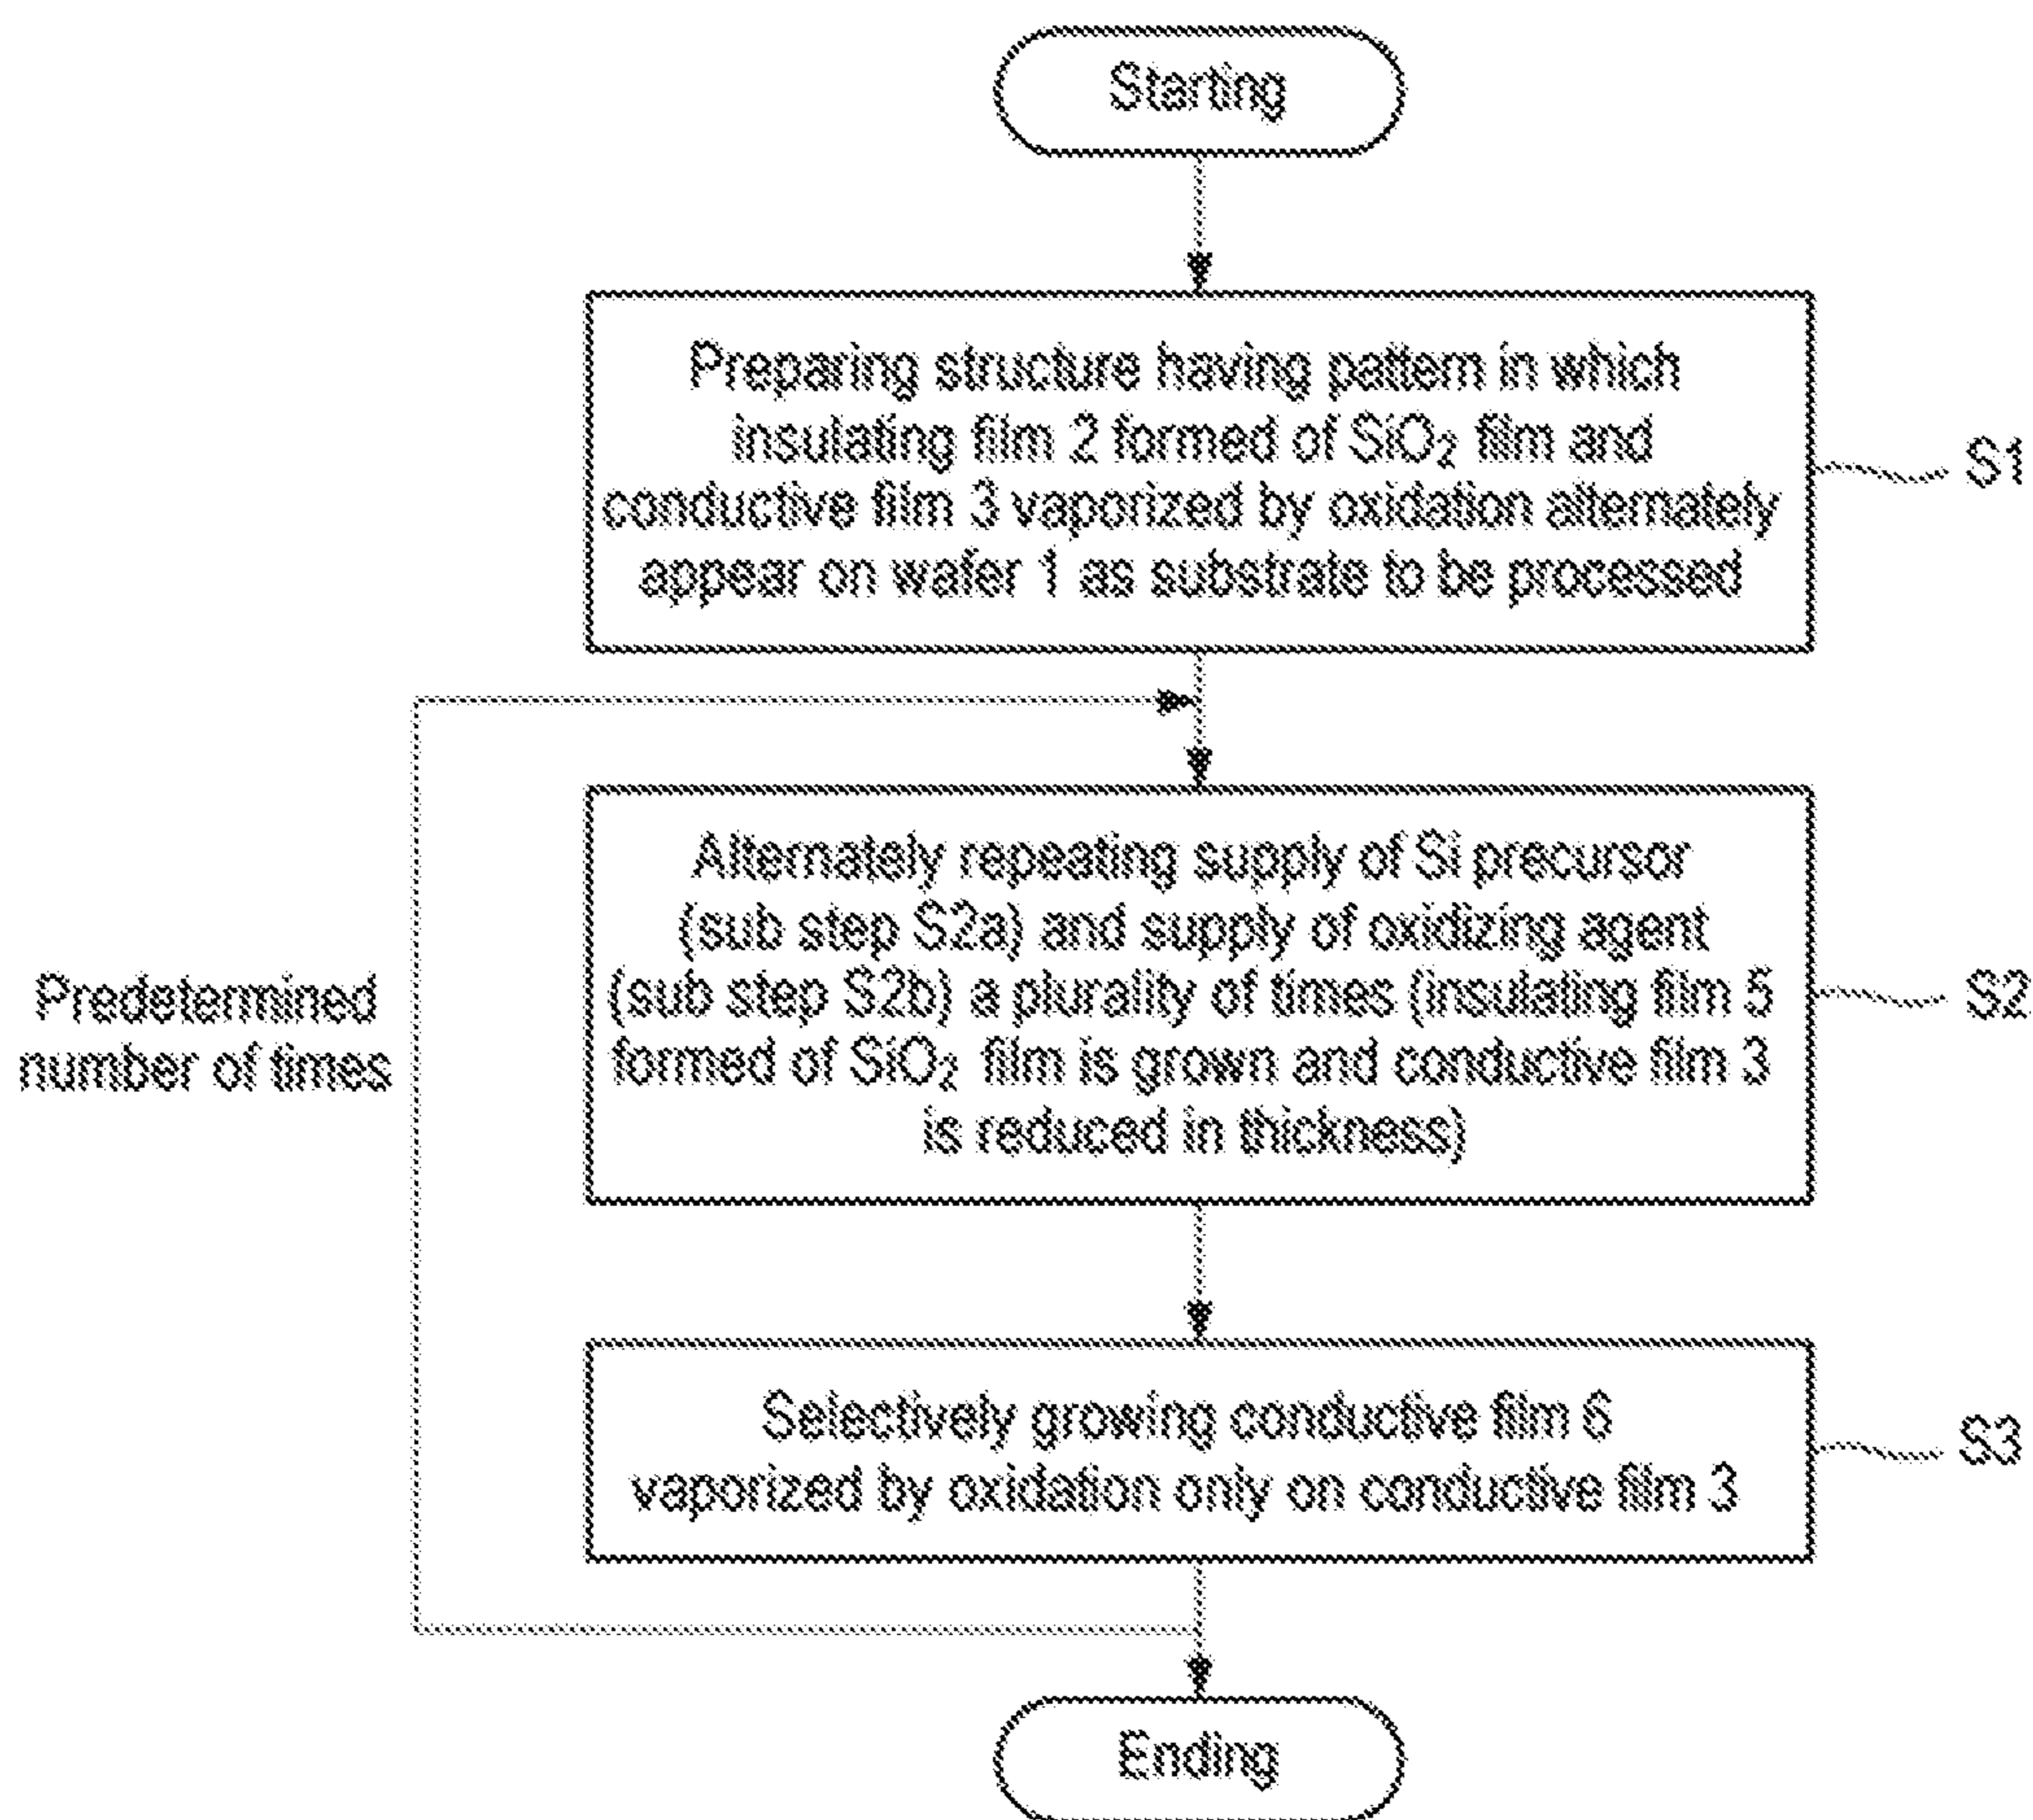 Starting
Preparing structure having pattern in which
insulating film 2 formed of SiO₂ film and
conductive film 3 vaporized by oxidation alternately
appear on wafer 1 as substrate to be processed
S1
Alternately repeating supply of Si precursor
(sub step S2a) and supply of oxidizing agent
(sub step S2b) a plurality of times (insulating film 5
formed of SiO₂ film is grown and conductive film 3
is reduced in thickness)
S2
Predetermined
number of times
Selectively growing conductive film 6
vaporized by oxidation only on conductive film 3
S3
Ending